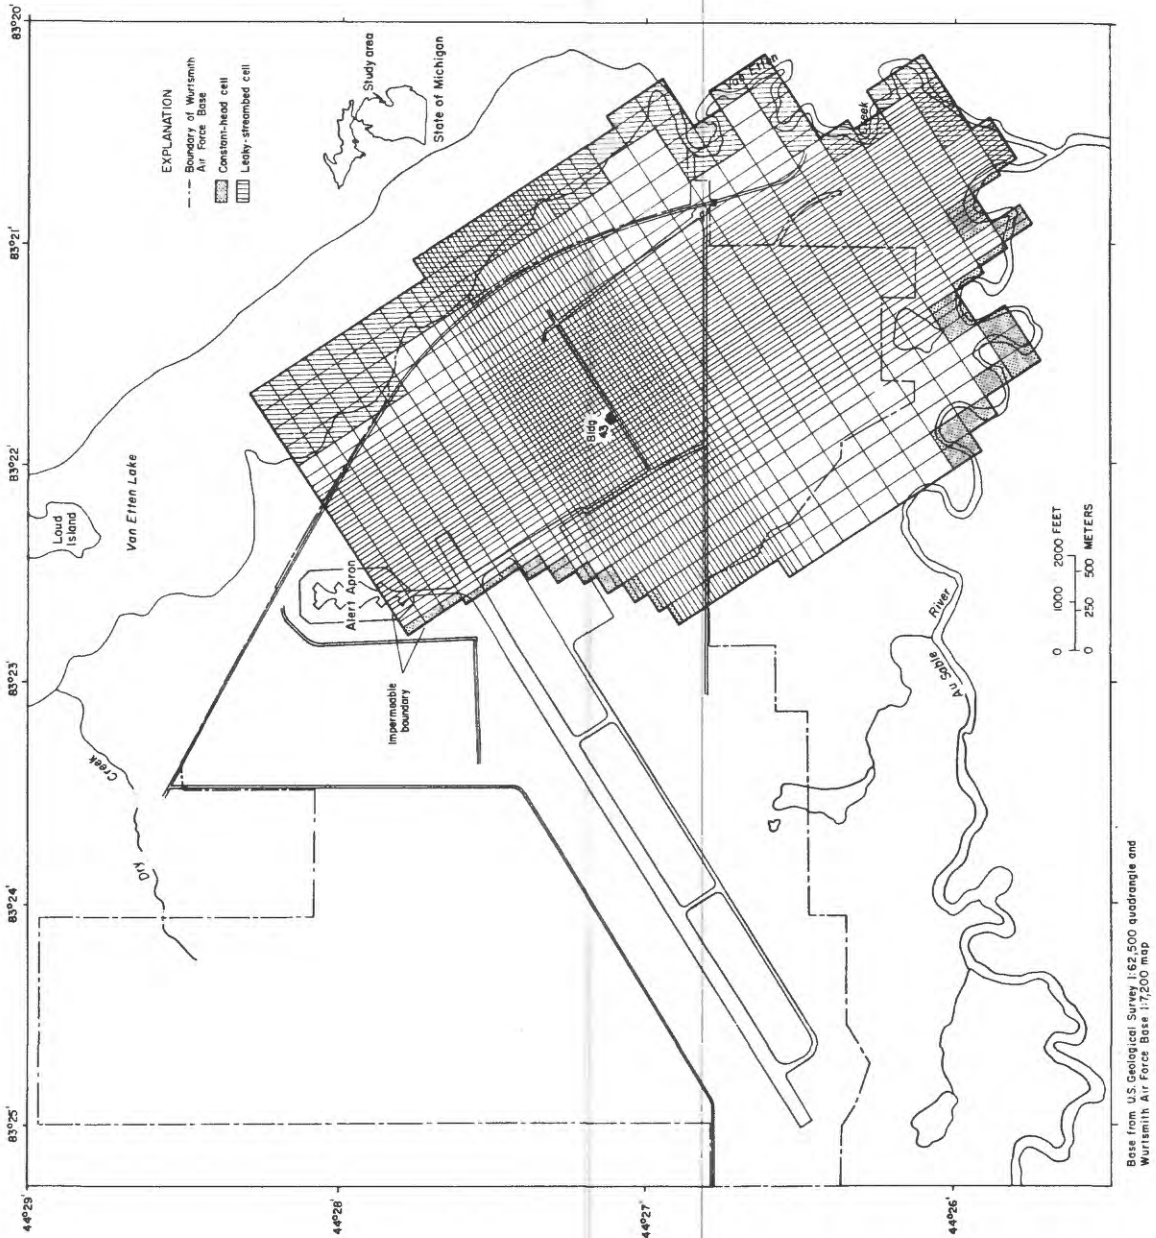 83°20'
83°21'
83°22'
83°23'
83°24'
83°25'
44°29'
44°28'
44°27'
44°26'
EXPLANATION
Boundary of Wurtsmith
Air Force Base
Constant-head cell
Leaky-streambed cell
Study area
State of Michigan
Loud
Island
Van Etten Lake
Van Etten
Creek
Alert Apron
Impermeable
boundary
Bldg
43
Dry
Creek
Au Sable
River
0 1000 2000 FEET
0 250 500 METERS
Base from U.S. Geological Survey 1:62,500 quadrangle and
Wurtsmith Air Force Base 1:7,200 map